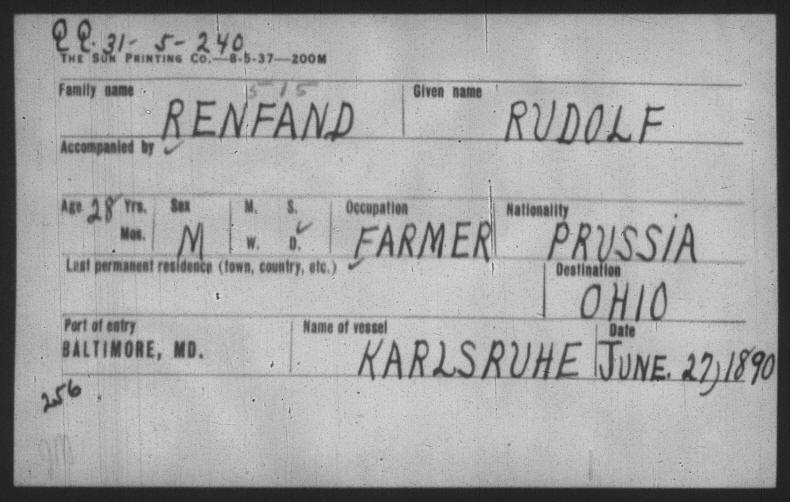 QQ. 31- 5- 240
THE SUN PRINTING CO.—8-5-37—200M
Family name 515 Given name
RENFAND RUDOLF
Accompanied by ✓
Age 28 Yrs. Sex M. S. Occupation Nationality
Mos. M W. D. ✓ FARMER PRUSSIA
Last permanent residence (town, country, etc.) ✓ Destination
OHIO
Port of entry Name of vessel Date
BALTIMORE, MD. KARLSRUHE JUNE. 27, 1890
256